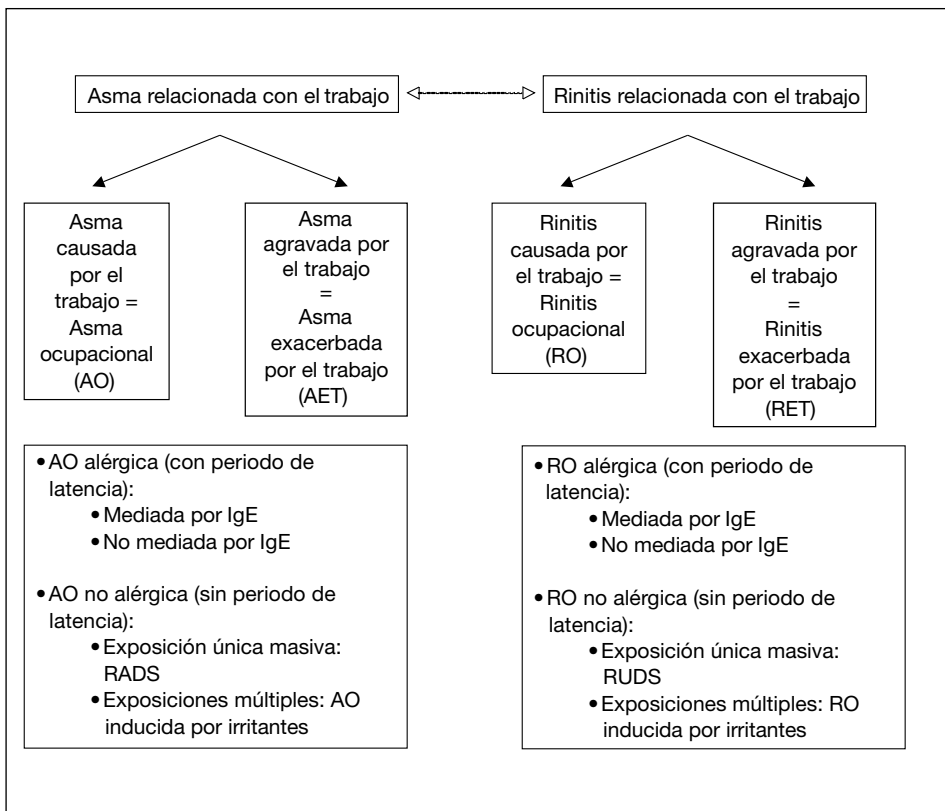 Asma relacionada con el trabajo
Rinitis relacionada con el trabajo
Asma
causada
por el
trabajo =
Asma
ocupacional
(AO)
Asma
agravada por
el trabajo
=
Asma
exacerbada
por el trabajo
(AET)
Rinitis
causada por
el trabajo =
Rinitis
ocupacional
(RO)
Rinitis
agravada por
el trabajo
=
Rinitis
exacerbada
por el trabajo
(RET)
• AO alérgica (con periodo de
latencia):
• Mediada por IgE
• No mediada por IgE
• AO no alérgica (sin periodo de
latencia):
• Exposición única masiva:
RADS
• Exposiciones múltiples: AO
inducida por irritantes
• RO alérgica (con periodo de
latencia):
• Mediada por IgE
• No mediada por IgE
• RO no alérgica (sin periodo de
latencia):
• Exposición única masiva:
RUDS
• Exposiciones múltiples: RO
inducida por irritantes